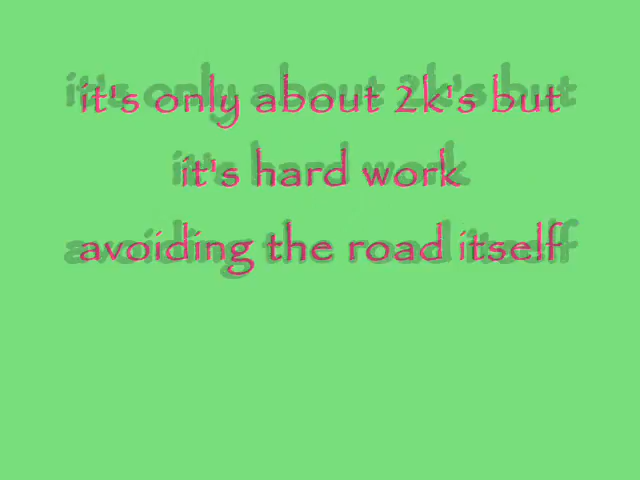 it's only about 2k's but
it's hard work
avoiding the road itself